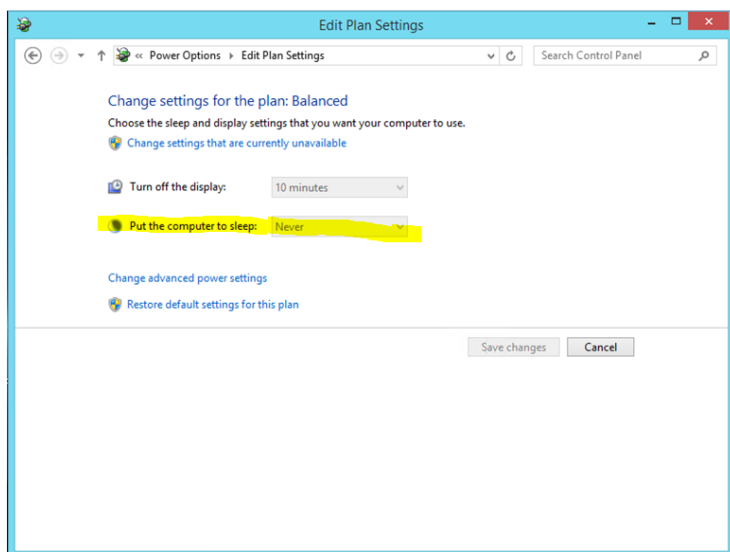 Edit Plan Settings
« Power Options Edit Plan Settings
Search Control Panel
Change settings for the plan: Balanced
Choose the sleep and display settings that you want your computer to use.
Change settings that are currently unavailable
Turn off the display: 10 minutes
Put the computer to sleep: Never
Change advanced power settings
Restore default settings for this plan
Save changes Cancel